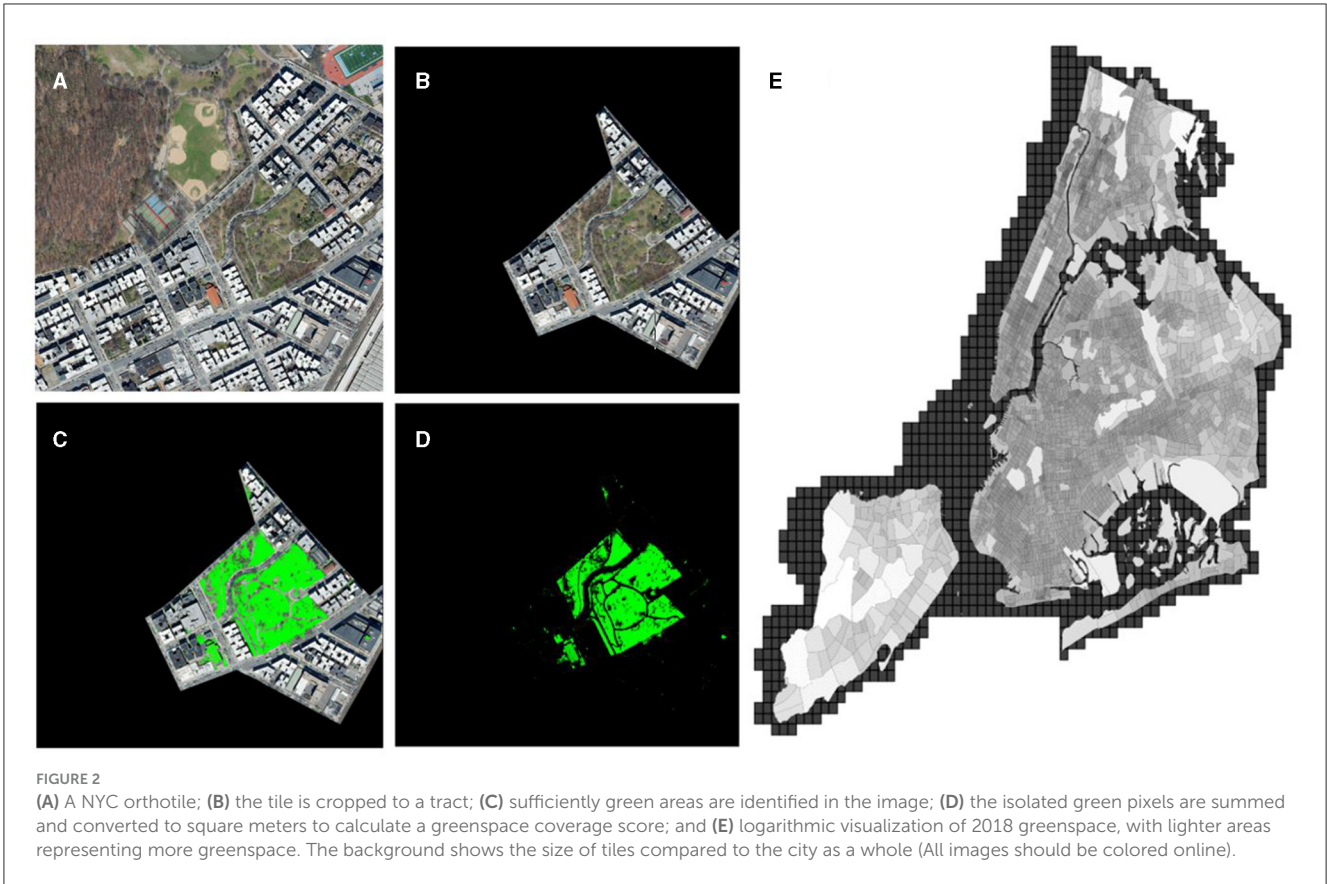 A
B
E
C
D
FIGURE 2
(A) A NYC orthotile; (B) the tile is cropped to a tract; (C) sufficiently green areas are identified in the image; (D) the isolated green pixels are summed
and converted to square meters to calculate a greenspace coverage score; and (E) logarithmic visualization of 2018 greenspace, with lighter areas
representing more greenspace. The background shows the size of tiles compared to the city as a whole (All images should be colored online).